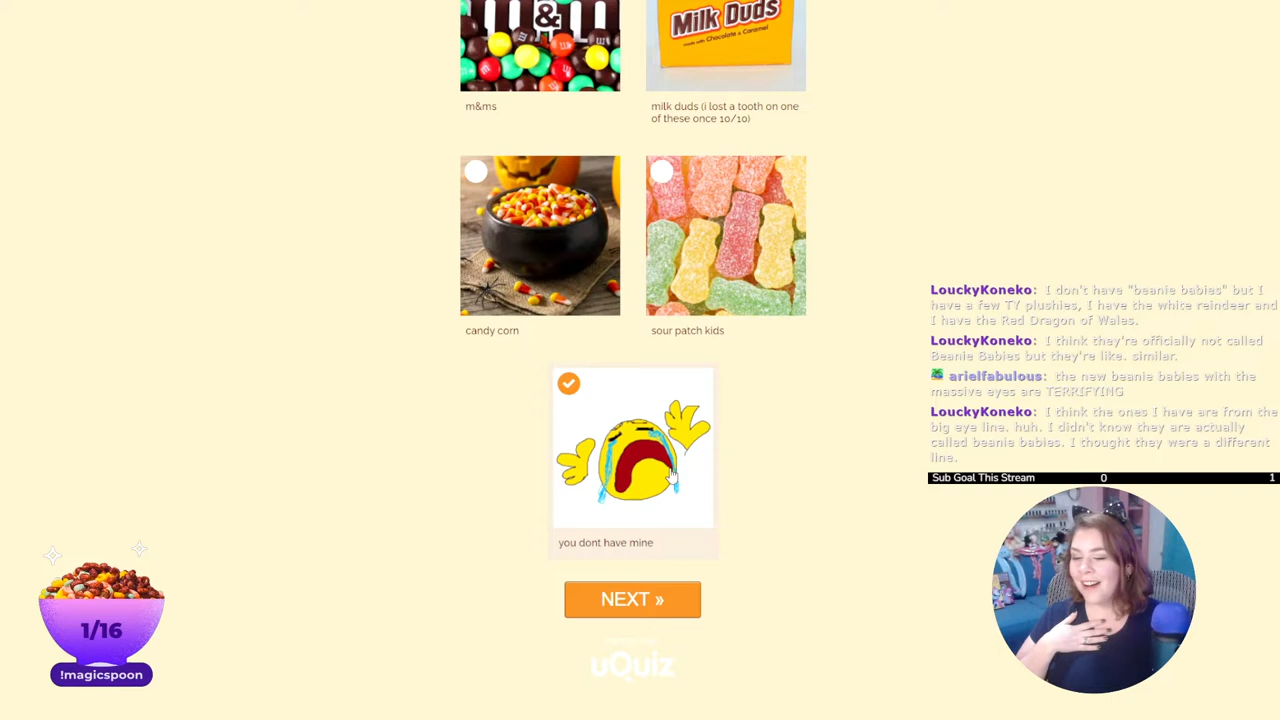 &
Milk Duds
made with Chocolate & Caramel
m&ms
milk duds (i lost a tooth on one
of these once 10/10)
candy corn
sour patch kids
you dont have mine
NEXT »
uQuiz
LouckyKoneko: I don't have "beanie babies" but I
have a few TY plushies, I have the white reindeer and
I have the Red Dragon of Wales.
LouckyKoneko: I think they're officially not called
Beanie Babies but they're like. similar.
arielfabulous: the new beanie babies with the
massive eyes are TERRIFYING
LouckyKoneko: I think the ones I have are from the
big eye line. huh. I didn't know they are actually
called beanie babies. I thought they were a different
line.
Sub Goal This Stream 0 1
1/16
!magicspoon